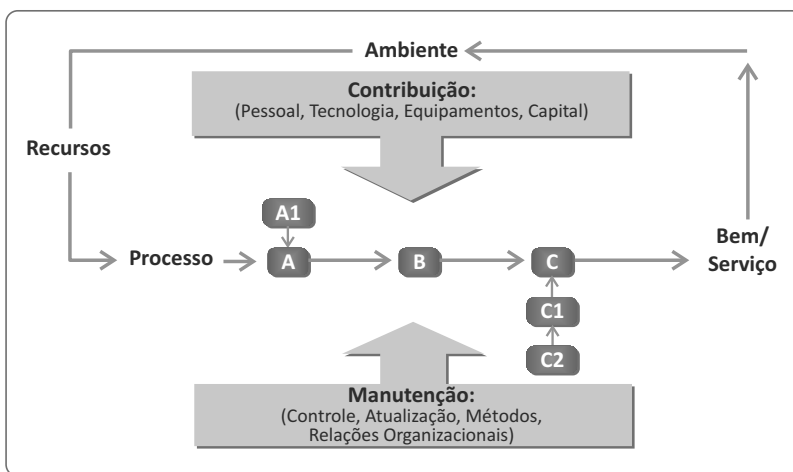 Ambiente
Contribuição:
(Pessoal, Tecnologia, Equipamentos, Capital)
Recursos
A1
Processo
A
B
C
Bem/
Serviço
C1
C2
Manutenção:
(Controle, Atualização, Métodos,
Relações Organizacionais)